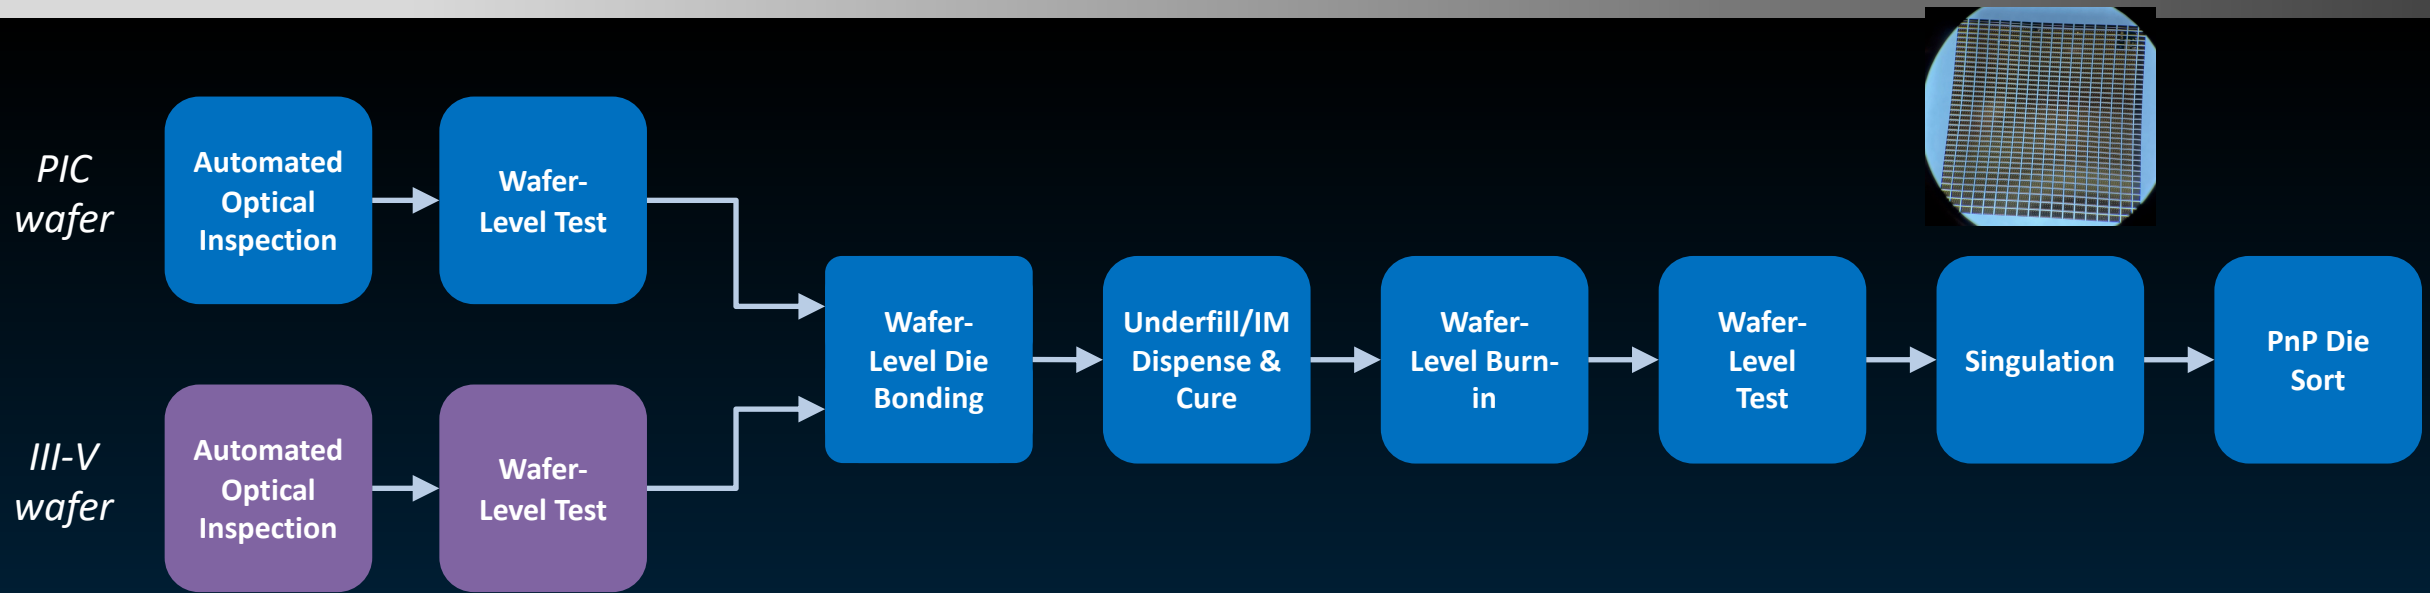 PIC
wafer
Automated
Optical
Inspection
Wafer-
Level Test
III-V
wafer
Automated
Optical
Inspection
Wafer-
Level Test
Wafer-
Level Die
Bonding
Underfill/IM
Dispense &
Cure
Wafer-
Level Burn-
in
Wafer-
Level
Test
Singulation
PnP Die
Sort